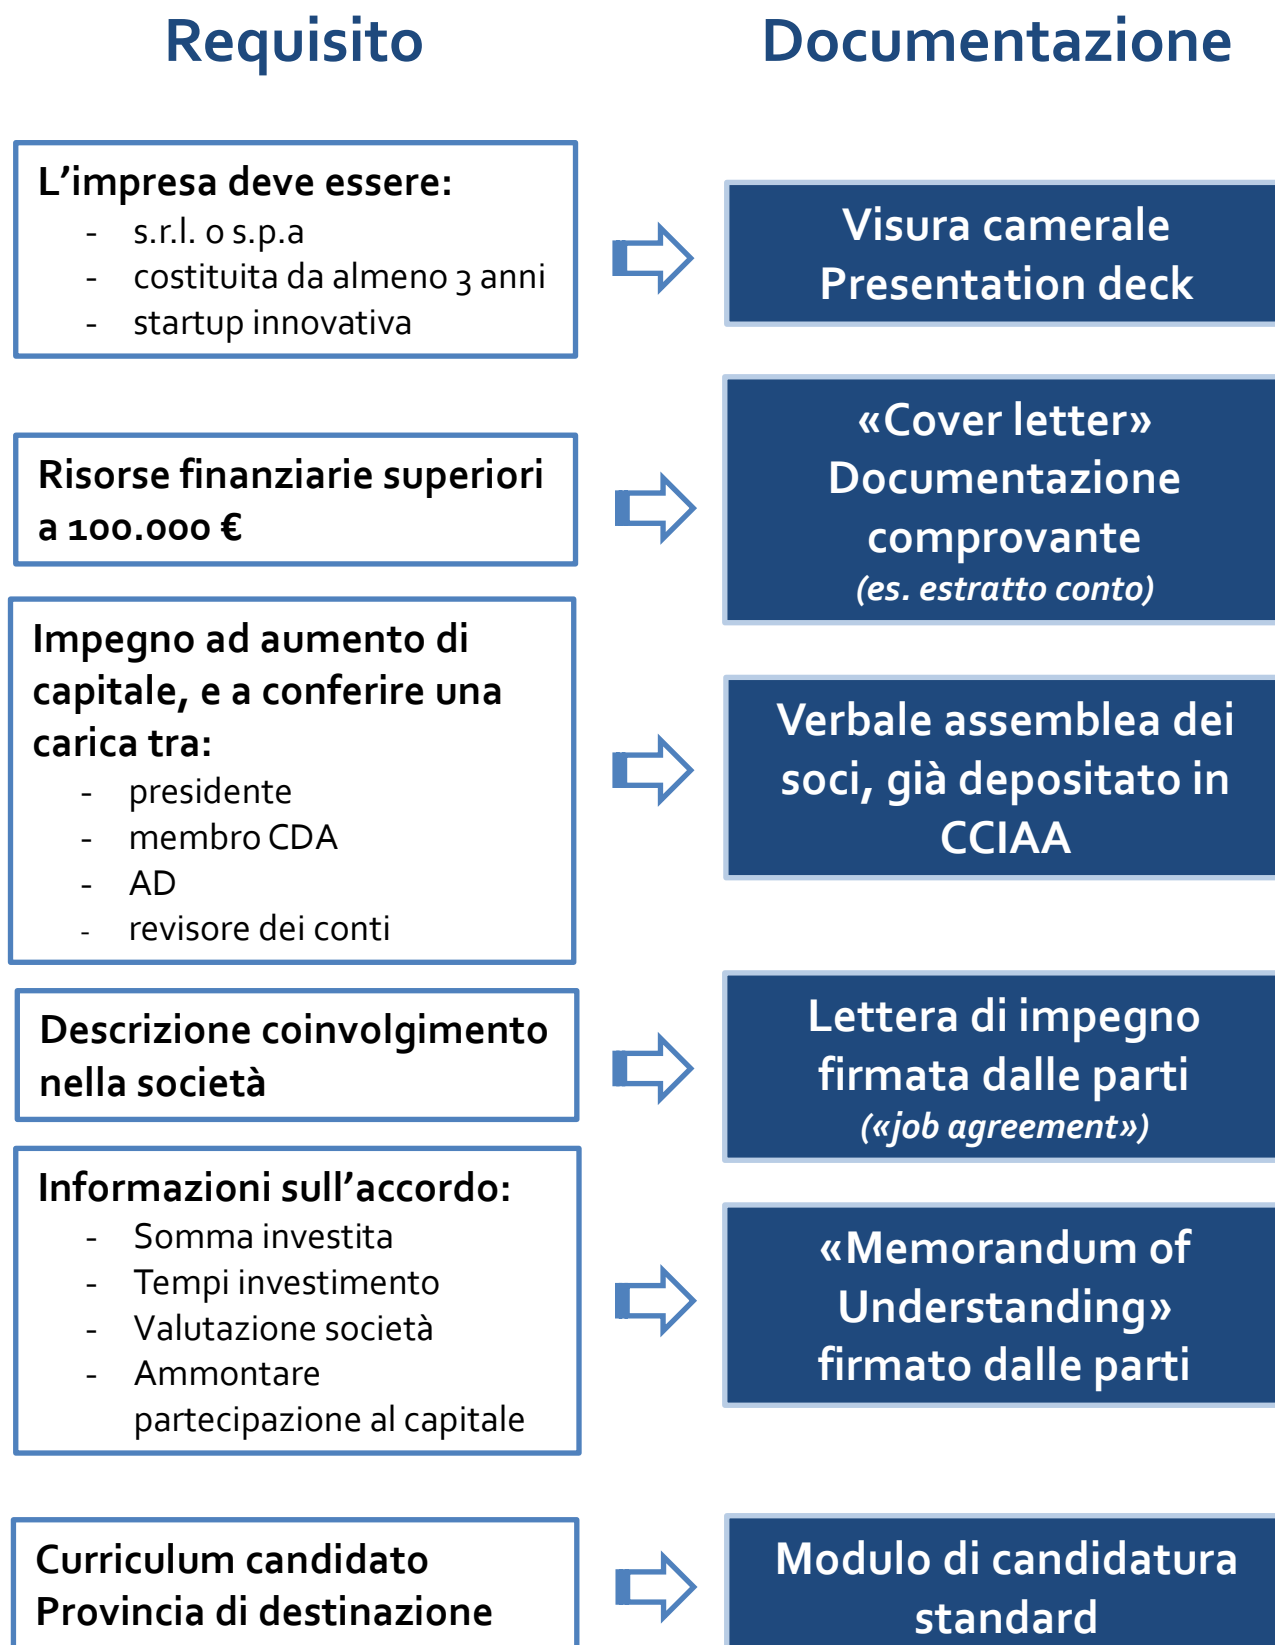 Requisito
Documentazione
L’impresa deve essere:
- s.r.l. o s.p.a
- costituita da almeno 3 anni
- startup innovativa
Visura camerale
Presentation deck
Risorse finanziarie superiori
a 100.000 €
«Cover letter»
Documentazione
comprovante
(es. estratto conto)
Impegno ad aumento di
capitale, e a conferire una
carica tra:
- presidente
- membro CDA
- AD
- revisore dei conti
Verbale assemblea dei
soci, già depositato in
CCIAA
Descrizione coinvolgimento
nella società
Lettera di impegno
firmata dalle parti
(«job agreement»)
Informazioni sull’accordo:
- Somma investita
- Tempi investimento
- Valutazione società
- Ammontare
partecipazione al capitale
«Memorandum of
Understanding»
firmato dalle parti
Curriculum candidato
Provincia di destinazione
Modulo di candidatura
standard